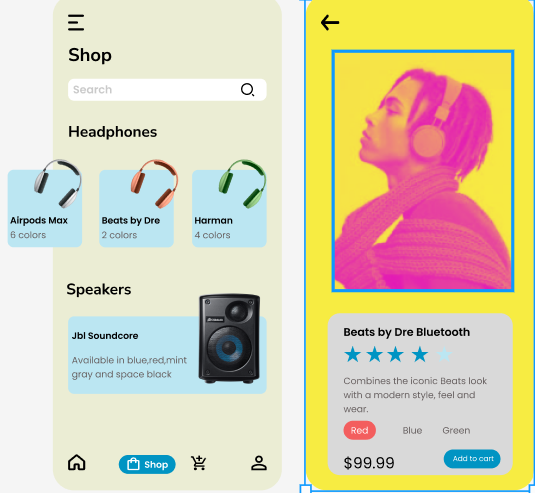 Shop
Search
Headphones
Airpods Max
6 colors
Beats by Dre
2 colors
Harman
4 colors
Speakers
Jbl Soundcore
Available in blue,red,mint
gray and space black
Shop
Beats by Dre Bluetooth
Combines the iconic Beats look
with a modern style, feel and
wear.
Red Blue Green
$99.99
Add to cart